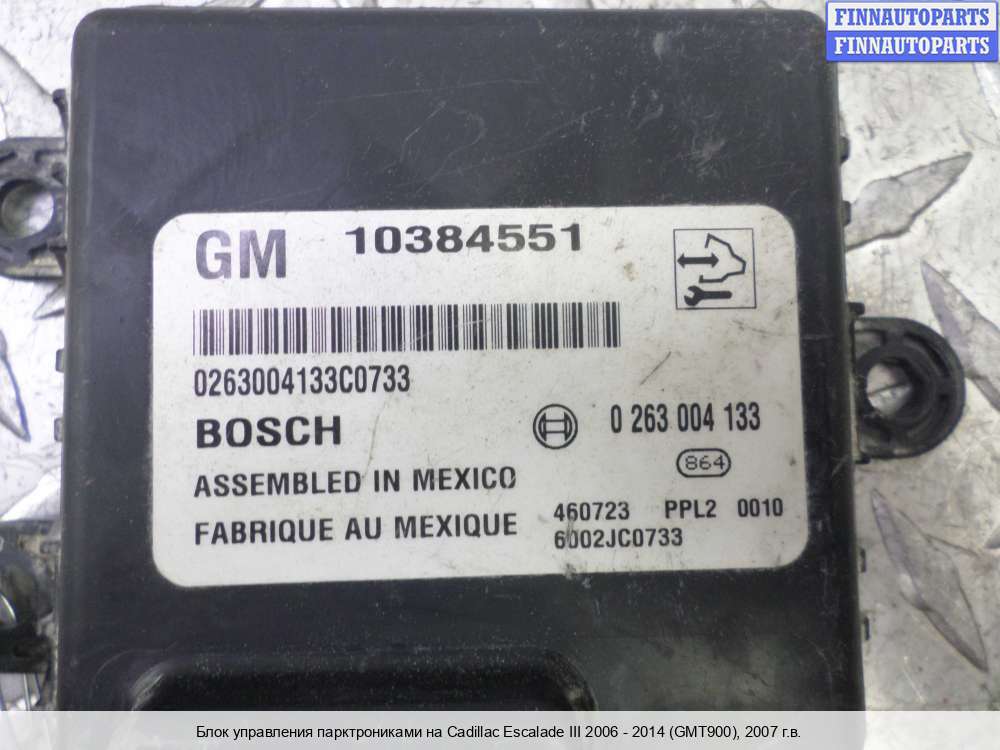 FINNAUTOPARTS
FINNAUTOPARTS
GM 10384551
0263004133C0733
BOSCH 0 263 004 133
864
ASSEMBLED IN MEXICO
FABRIQUE AU MEXIQUE
460723 PPL2 0010
6002JC0733
Блок управления парктрониками на Cadillac Escalade III 2006 - 2014 (GMT900), 2007 г.в.